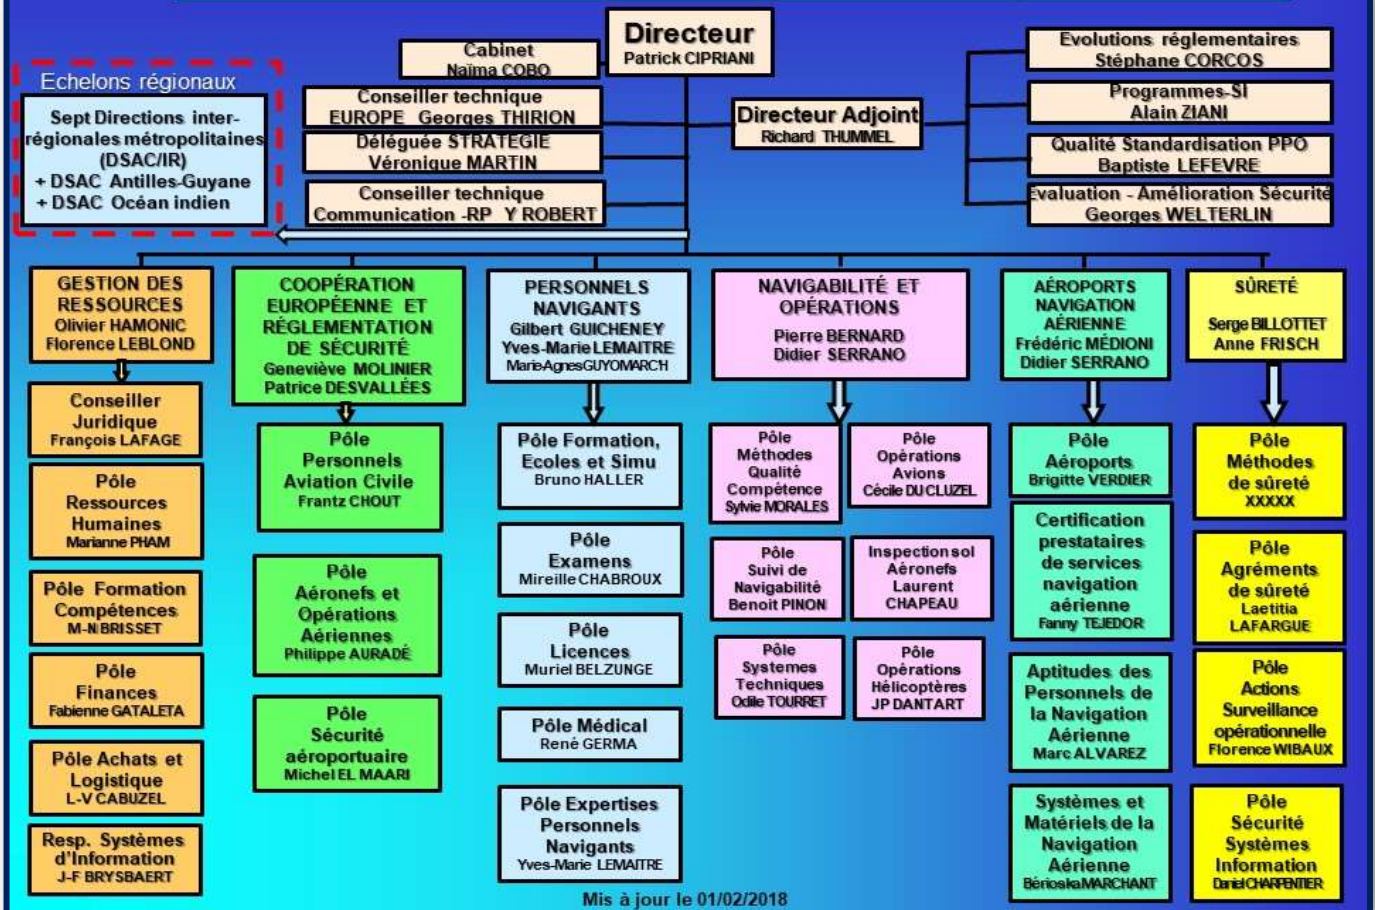 Directeur
Patrick CIPRIANI
Cabinet
Naïma COBO
Conseiller technique
EUROPE Georges THIRION
Déléguée STRATEGIE
Véronique MARTIN
Conseiller technique
Communication -RP Y ROBERT
Directeur Adjoint
Richard THUMMEL
Evolutions réglementaires
Stéphane CORCOS
Programmes-SI
Alain ZIANI
Qualité Standardisation PPO
Baptiste LEFEVRE
Evaluation - Amélioration Sécurité
Georges WELTERLIN
Echelons régionaux
Sept Directions inter-
régionales métropolitaines
(DSAC/IR)
+ DSAC Antilles-Guyane
+ DSAC Océan indien
GESTION DES
RESSOURCES
Olivier HAMONIC
Florence LEBLOND
Conseiller
Juridique
François LAFAGE
Pôle
Ressources
Humaines
Marianne PHAM
Pôle Formation
Compétences
M-N BRISSET
Pôle
Finances
Fabienne GATALETA
Pôle Achats et
Logistique
L-V CABUZEL
Resp. Systèmes
d'Information
J-F BRYSBAERT
COOPÉRATION
EUROPÉENNE ET
RÉGLEMENTATION
DE SÉCURITÉ
Geneviève MOLINIER
Patrice DESVALLÉES
Pôle
Personnels
Aviation Civile
Frantz CHOUT
Pôle
Aéronefs et
Opérations
Aériennes
Philippe AURADÉ
Pôle
Sécurité
aéroportuaire
Michel EL MAARI
PERSONNELS
NAVIGANTS
Gilbert GUICHENEY
Yves-Marie LEMAITRE
Marie-Agnes GUYOMARC'H
Pôle Formation,
Ecoles et Simu
Bruno HALLER
Pôle
Examens
Mireille CHABROUX
Pôle
Licences
Muriel BELZUNGE
Pôle Médical
René GERMA
Pôle Expertises
Personnels
Navigants
Yves-Marie LEMAITRE
NAVIGABILITÉ ET
OPÉRATIONS
Pierre BERNARD
Didier SERRANO
Pôle
Méthodes
Qualité
Compétence
Sylvie MORALES
Pôle
Opérations
Avions
Cécile DU CLUZEL
Pôle
Suivi de
Navigabilité
Benoit PINON
Inspection sol
Aéronefs
Laurent
CHAPEAU
Pôle
Systemes
Techniques
Odile TOURRET
Pôle
Opérations
Hélicoptères
JP DANTART
AÉROPORTS
NAVIGATION
AÉRIENNE
Frédéric MÉDIONI
Didier SERRANO
Pôle
Aéroports
Brigitte VERDIER
Certification
prestataires
de services
navigation
aérienne
Fanny TEJEDOR
Aptitudes des
Personnels de
la Navigation
Aérienne
Marc ALVAREZ
Systèmes et
Matériels de la
Navigation
Aérienne
Bérioska MARCHANT
SÛRETÉ
Serge BILLOTTET
Anne FRISCH
Pôle
Méthodes
de sûreté
XXXXX
Pôle
Agréments
de sûreté
Laetitia
LAFARGUE
Pôle
Actions
Surveillance
opérationnelle
Florence WIBAUX
Pôle
Sécurité
Systèmes
Information
Daniel CHARPENTIER
Mis à jour le 01/02/2018